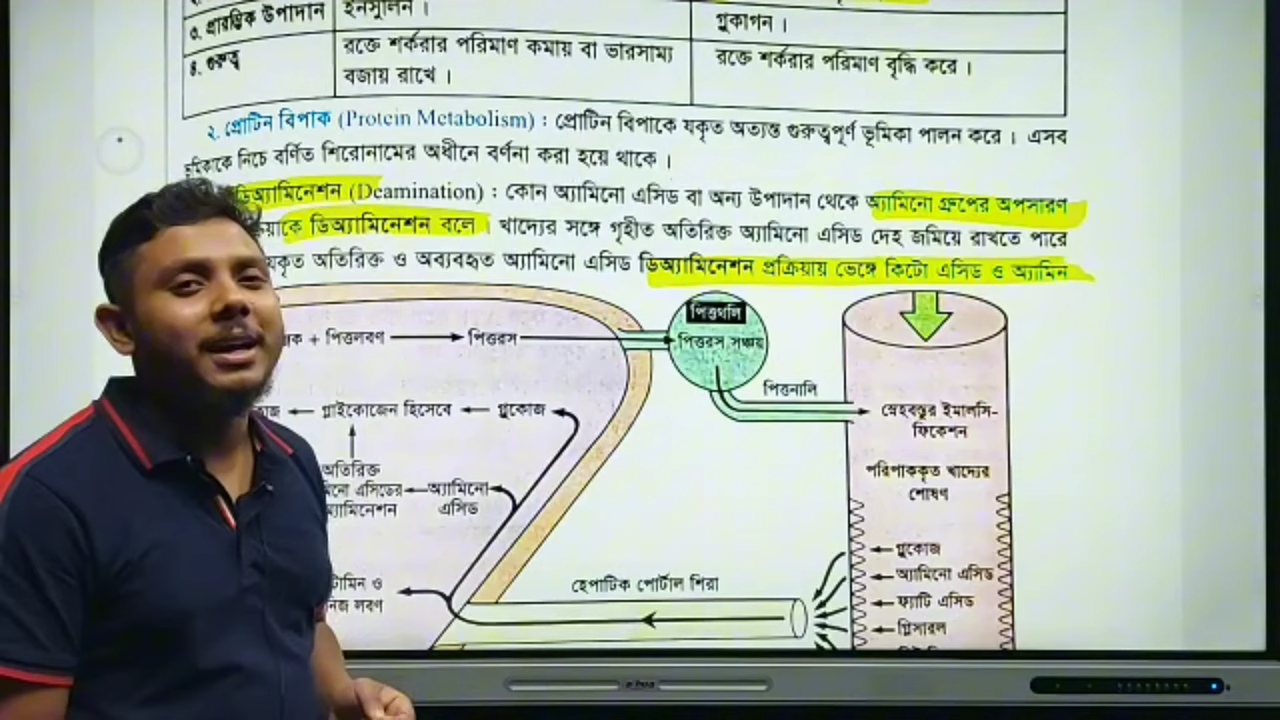 ৩. প্রারম্ভিক উপাদান
ইনসুলিন ।
গ্লুকাগন ।
৪. গুরুত্ব
রক্তে শর্করার পরিমাণ কমায় বা ভারসাম্য
বজায় রাখে ।
রক্তে শর্করার পরিমাণ বৃদ্ধি করে ।
২. প্রোটিন বিপাক (Protein Metabolism) : প্রোটিন বিপাকে যকৃত অত্যন্ত গুরুত্বপূর্ণ ভূমিকা পালন করে । এসব
নিচে বর্ণিত শিরোনামের অধীনে বর্ণনা করা হয়ে থাকে ।
ডিঅ্যামিনেশন (Deamination) : কোন অ্যামিনো এসিড বা অন্য উপাদান থেকে অ্যামিনো গ্রুপের অপসারণ
ডিঅ্যামিনেশন বলে । খাদ্যের সঙ্গে গৃহীত অতিরিক্ত অ্যামিনো এসিড দেহ জমিয়ে রাখতে পারে
যকৃত অতিরিক্ত ও অব্যবহৃত অ্যামিনো এসিড ডিঅ্যামিনেশন প্রক্রিয়ায় ভেঙ্গে কিটো এসিড ও অ্যামিন
পিত্তথলি
+ পিত্তলবণ
পিত্তরস
পিত্তরস সঞ্চয়
পিত্তনালি
গ্লাইকোজেন হিসেবে
গ্লুকোজ
স্নেহবস্তুর ইমালসি-
ফিকেশন
অতিরিক্ত
এসিডের
অ্যামিনো
এসিড
পরিপাককৃত খাদ্যের
শোষণ
গ্লুকোজ
অ্যামিনো এসিড
ফ্যাটি এসিড
গ্লিসারল
ও
লবণ
হেপাটিক পোর্টাল শিরা